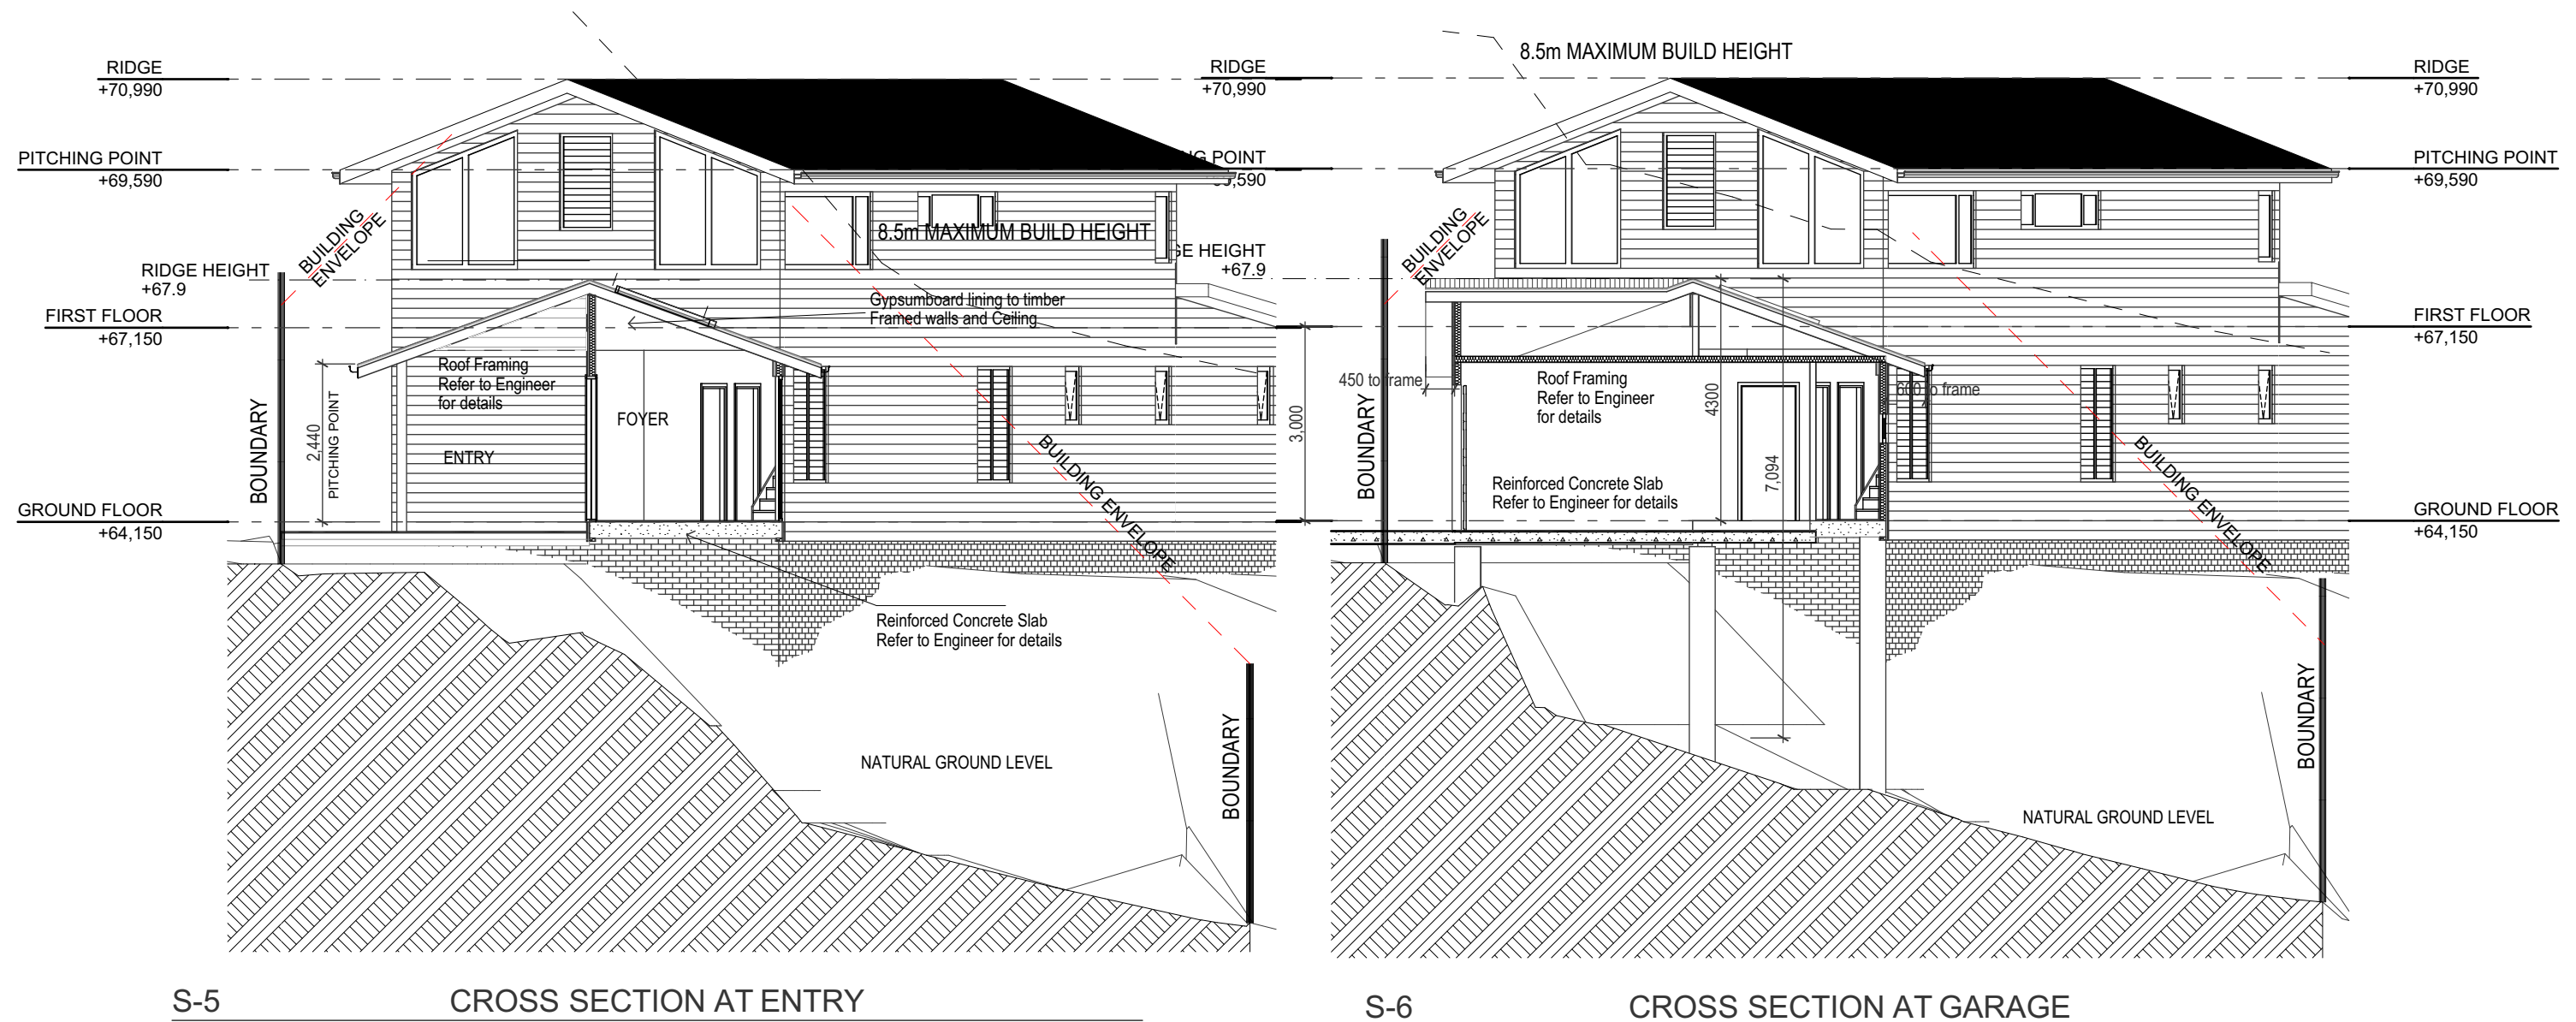 RIDGE
+70,990
PITCHING POINT
+69,590
RIDGE HEIGHT
+67.9
FIRST FLOOR
+67,150
GROUND FLOOR
+64,150
BOUNDARY
BUILDING
ENVELOPE
2,440
PITCHING POINT
Roof Framing
Refer to Engineer
for details
ENTRY
FOYER
8.5m MAXIMUM BUILD HEIGHT
Gypsumboard lining to timber
Framed walls and Ceiling
BUILDING ENVELOPE
Reinforced Concrete Slab
Refer to Engineer for details
NATURAL GROUND LEVEL
BOUNDARY
3,000
S-5
CROSS SECTION AT ENTRY
RIDGE
+70,990
POINT
HEIGHT
+67.9
8.5m MAXIMUM BUILD HEIGHT
BUILDING
ENVELOPE
BOUNDARY
450 to frame
Roof Framing
Refer to Engineer
for details
Reinforced Concrete Slab
Refer to Engineer for details
4300
7,094
600 to frame
BUILDING ENVELOPE
NATURAL GROUND LEVEL
BOUNDARY
RIDGE
+70,990
PITCHING POINT
+69,590
FIRST FLOOR
+67,150
GROUND FLOOR
+64,150
S-6
CROSS SECTION AT GARAGE